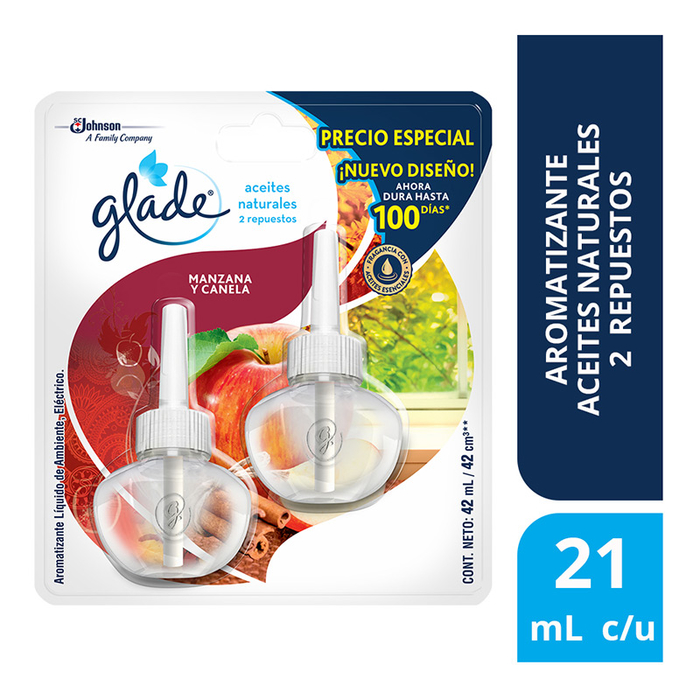 SC Johnson
A Family Company
glade®
aceites
naturales
2 repuestos
PRECIO ESPECIAL
¡NUEVO DISEÑO!
AHORA
DURA HASTA
100 DÍAS*
FRAGANCIA CON
ACEITES ESENCIALES
MANZANA
Y CANELA
Aromatizante Líquido de Ambiente, Eléctrico.
CONT. NETO: 42 mL / 42 cm³**
AROMATIZANTE
ACEITES NATURALES
2 REPUESTOS
21
mL c/u